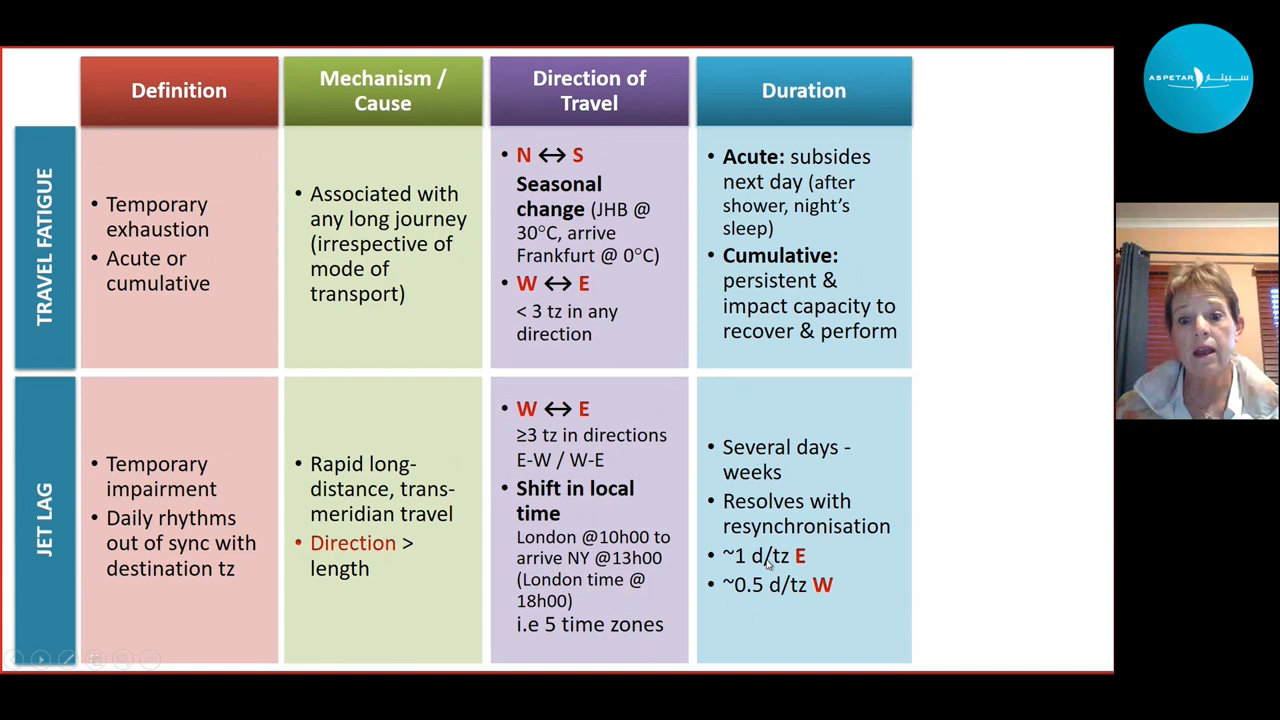 Definition
Mechanism /
Cause
Direction of
Travel
Duration
ASPETAR سبيتار
TRAVEL FATIGUE
• Temporary
exhaustion
• Acute or
cumulative
• Associated with
any long journey
(irrespective of
mode of
transport)
• N ↔ S
Seasonal
change (JHB @
30°C, arrive
Frankfurt @ 0°C)
• W ↔ E
< 3 tz in any
direction
• Acute: subsides
next day (after
shower, night's
sleep)
• Cumulative:
persistent &
impact capacity to
recover & perform
JET LAG
• Temporary
impairment
• Daily rhythms
out of sync with
destination tz
• Rapid long-
distance, trans-
meridian travel
• Direction >
length
• W ↔ E
≥3 tz in directions
E-W / W-E
• Shift in local
time
London @10h00 to
arrive NY @13h00
(London time @
18h00)
i.e 5 time zones
• Several days -
weeks
• Resolves with
resynchronisation
• ~1 d/tz E
• ~0.5 d/tz W